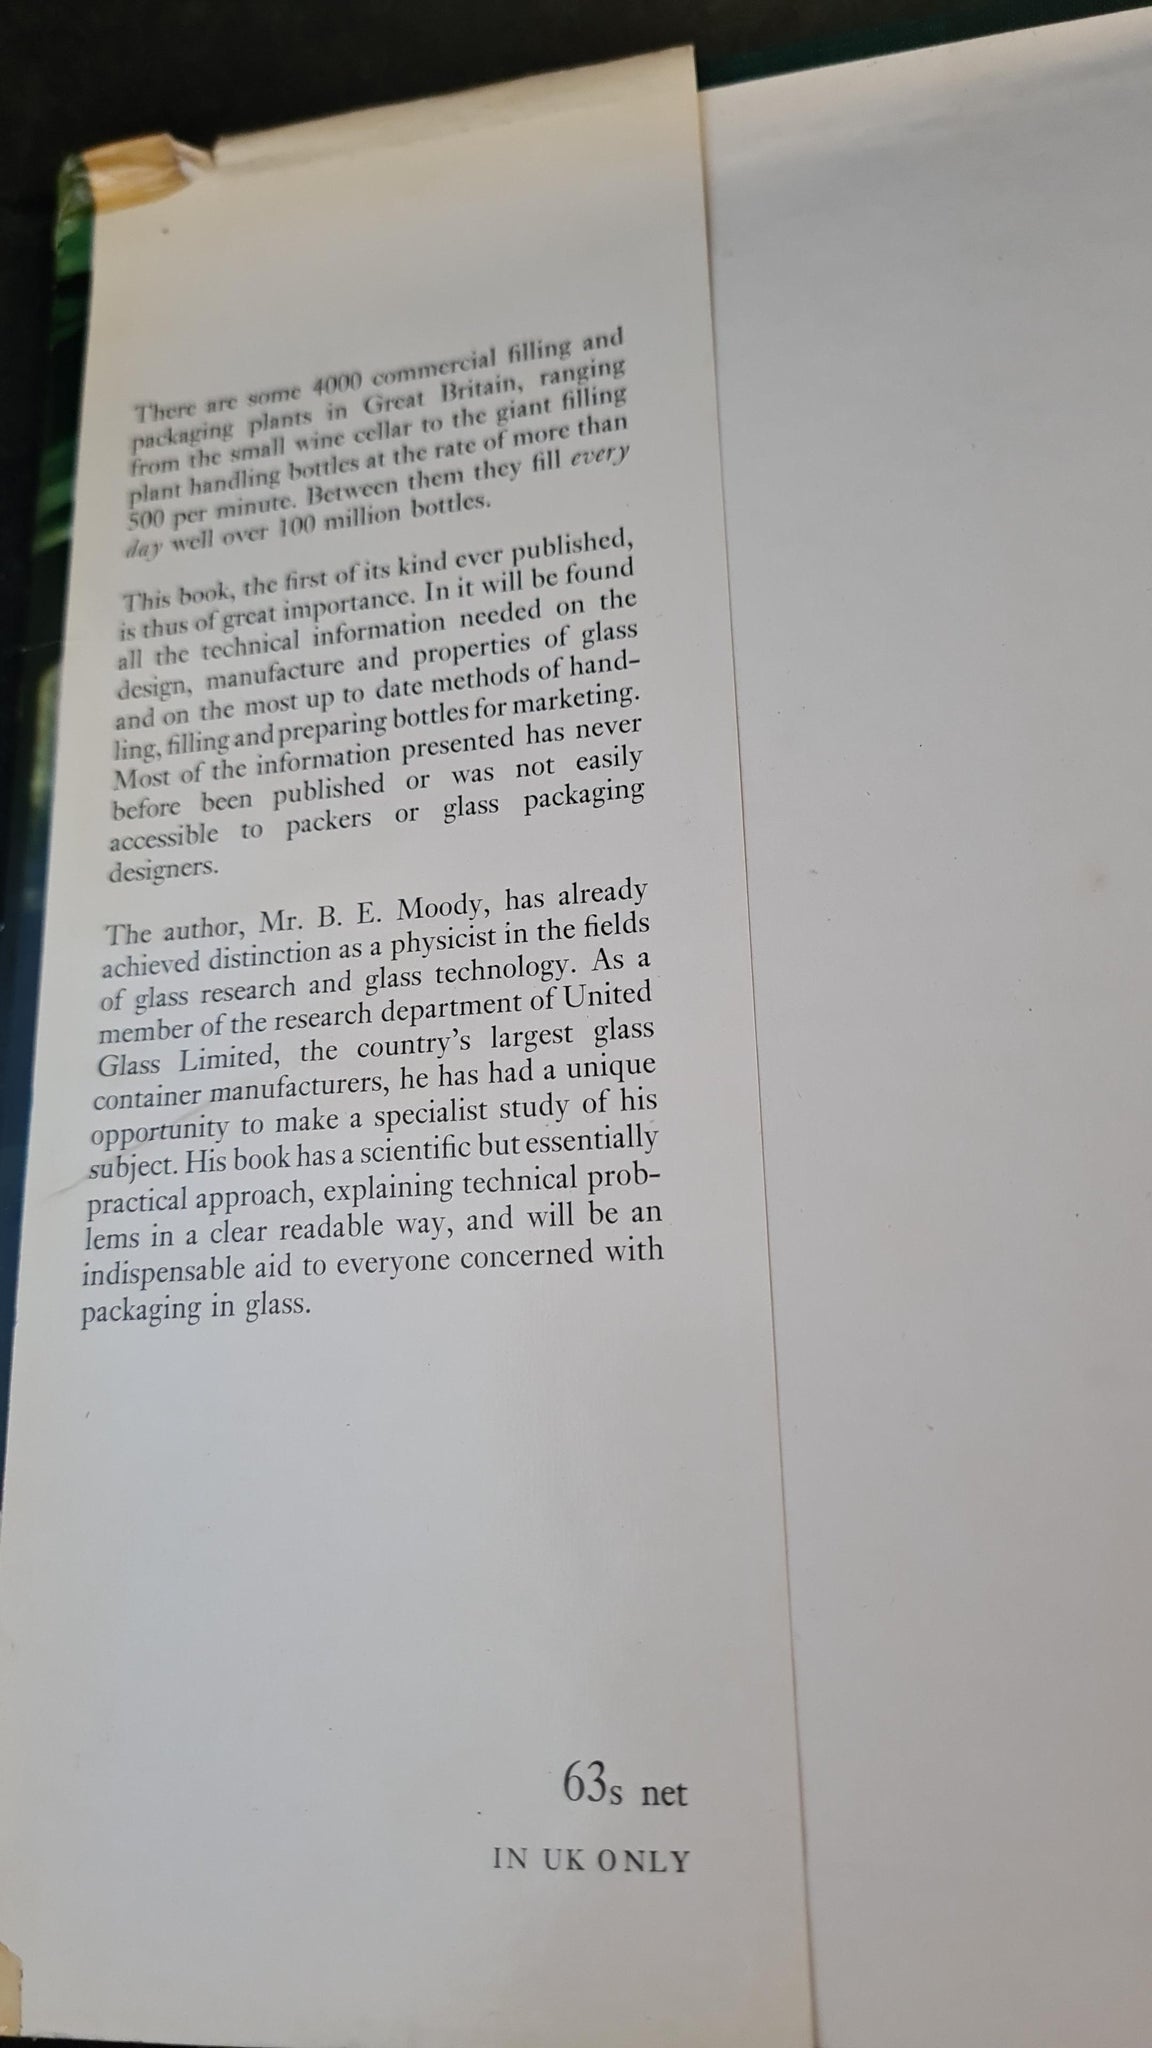 There are some 4000 commercial filling and
packaging plants in Great Britain, ranging
from the small wine cellar to the giant filling
plant handling bottles at the rate of more than
500 per minute. Between them they fill every
day well over 100 million bottles.
This book, the first of its kind ever published,
is thus of great importance. In it will be found
all the technical information needed on the
design, manufacture and properties of glass
and on the most up to date methods of hand-
ling, filling and preparing bottles for marketing.
Most of the information presented has never
before been published or was not easily
accessible to packers or glass packaging
designers.
The author, Mr. B. E. Moody, has already
achieved distinction as a physicist in the fields
of glass research and glass technology. As a
member of the research department of United
Glass Limited, the country's largest glass
container manufacturers, he has had a unique
opportunity to make a specialist study of his
subject. His book has a scientific but essentially
practical approach, explaining technical prob-
lems in a clear readable way, and will be an
indispensable aid to everyone concerned with
packaging in glass.
63s net
IN UK ONLY